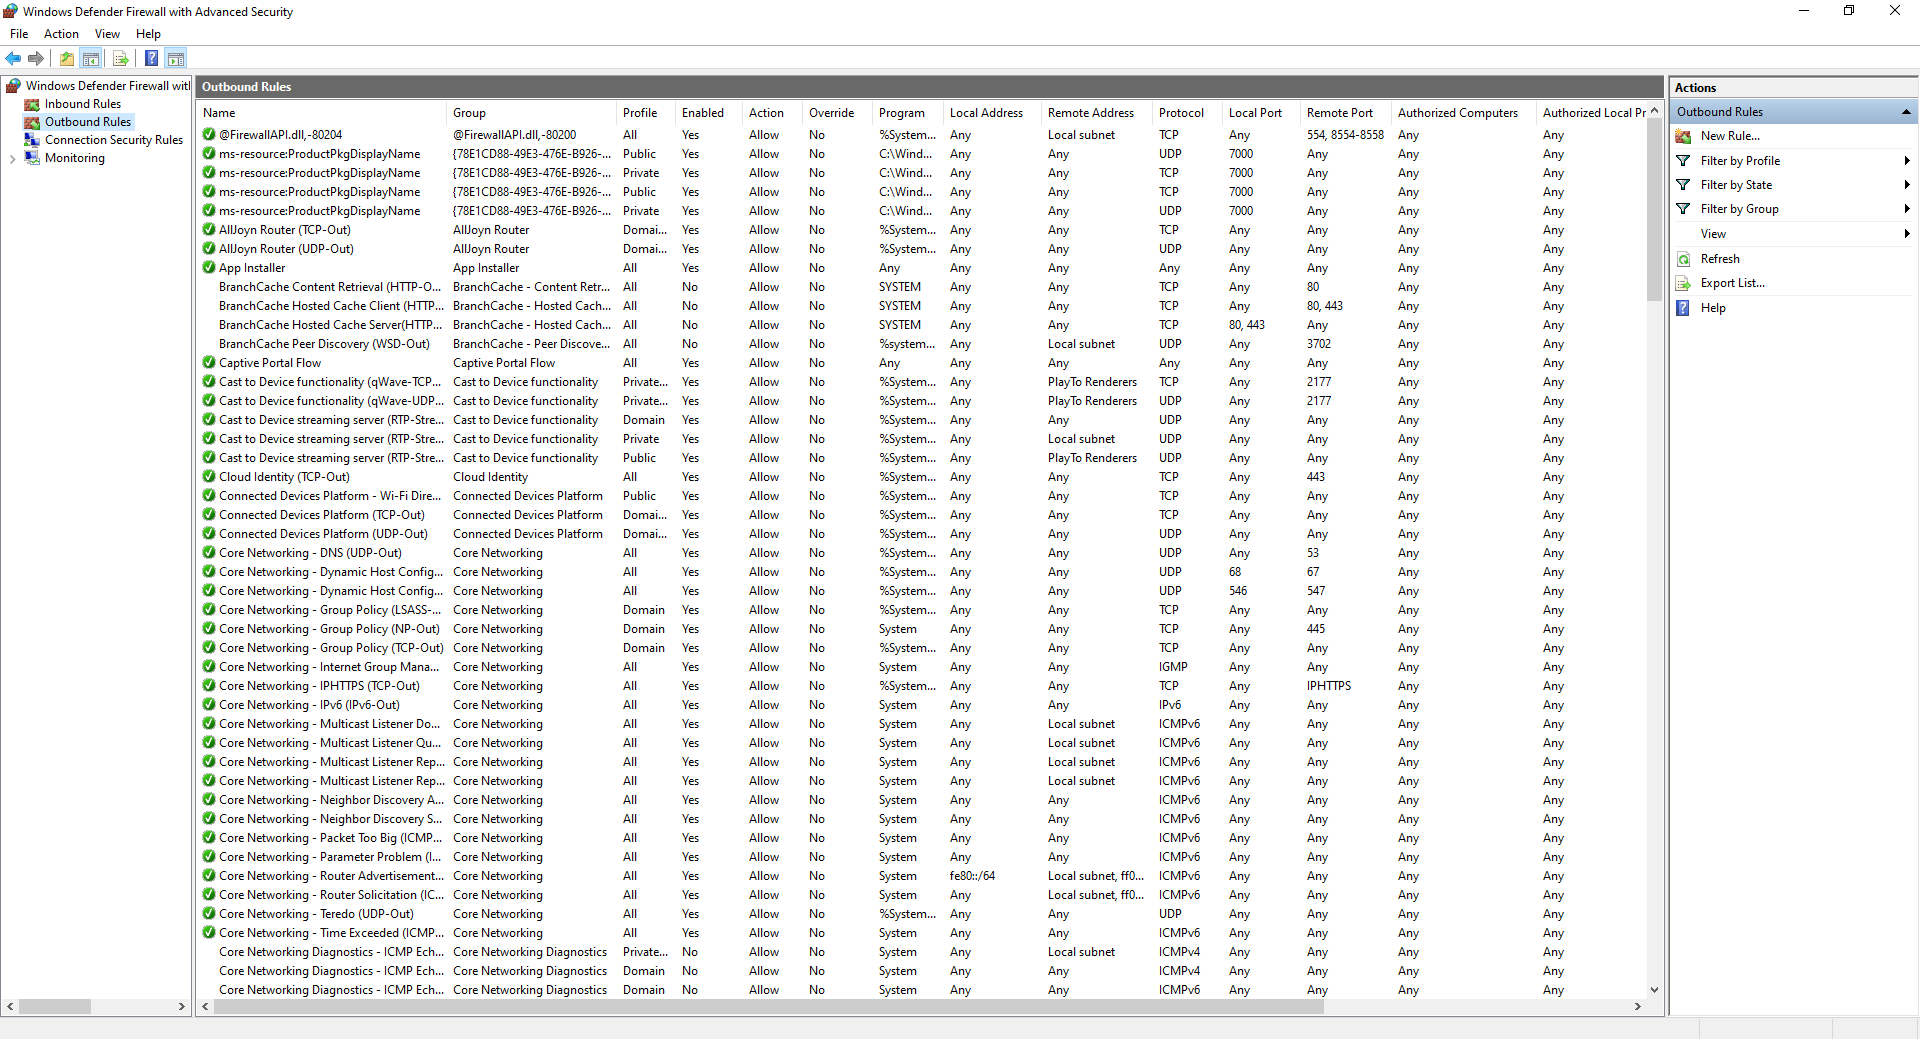 Windows Defender Firewall with Advanced Security
File Action View Help
Windows Defender Firewall with
Inbound Rules
Outbound Rules
Connection Security Rules
Monitoring
Outbound Rules
Name Group Profile Enabled Action Override Program Local Address Remote Address Protocol Local Port Remote Port Authorized Computers Authorized Local Pr
@FirewallAPI.dll,-80204 @FirewallAPI.dll,-80200 All Yes Allow No %System... Any Local subnet TCP Any 554, 8554-8558 Any Any
ms-resource:ProductPkgDisplayName {78E1CD88-49E3-476E-B926-... Public Yes Allow No C:\Wind... Any Any UDP 7000 Any Any Any
ms-resource:ProductPkgDisplayName {78E1CD88-49E3-476E-B926-... Private Yes Allow No C:\Wind... Any Any TCP 7000 Any Any Any
ms-resource:ProductPkgDisplayName {78E1CD88-49E3-476E-B926-... Public Yes Allow No C:\Wind... Any Any TCP 7000 Any Any Any
ms-resource:ProductPkgDisplayName {78E1CD88-49E3-476E-B926-... Private Yes Allow No C:\Wind... Any Any UDP 7000 Any Any Any
AllJoyn Router (TCP-Out) AllJoyn Router Domai... Yes Allow No %System... Any Any TCP Any Any Any Any
AllJoyn Router (UDP-Out) AllJoyn Router Domai... Yes Allow No %System... Any Any UDP Any Any Any Any
App Installer App Installer All Yes Allow No Any Any Any Any Any Any Any Any
BranchCache Content Retrieval (HTTP-O... BranchCache - Content Retr... All No Allow No SYSTEM Any Any TCP Any 80 Any Any
BranchCache Hosted Cache Client (HTTP... BranchCache - Hosted Cach... All No Allow No SYSTEM Any Any TCP Any 80, 443 Any Any
BranchCache Hosted Cache Server(HTTP... BranchCache - Hosted Cach... All No Allow No SYSTEM Any Any TCP 80, 443 Any Any Any
BranchCache Peer Discovery (WSD-Out) BranchCache - Peer Discove... All No Allow No %system... Any Local subnet UDP Any 3702 Any Any
Captive Portal Flow Captive Portal Flow All Yes Allow No Any Any Any Any Any Any Any Any
Cast to Device functionality (qWave-TCP... Cast to Device functionality Private... Yes Allow No %System... Any PlayTo Renderers TCP Any 2177 Any Any
Cast to Device functionality (qWave-UDP... Cast to Device functionality Private... Yes Allow No %System... Any PlayTo Renderers UDP Any 2177 Any Any
Cast to Device streaming server (RTP-Stre... Cast to Device functionality Domain Yes Allow No %System... Any Any UDP Any Any Any Any
Cast to Device streaming server (RTP-Stre... Cast to Device functionality Private Yes Allow No %System... Any Local subnet UDP Any Any Any Any
Cast to Device streaming server (RTP-Stre... Cast to Device functionality Public Yes Allow No %System... Any PlayTo Renderers UDP Any Any Any Any
Cloud Identity (TCP-Out) Cloud Identity All Yes Allow No %System... Any Any TCP Any 443 Any Any
Connected Devices Platform - Wi-Fi Dire... Connected Devices Platform Public Yes Allow No %System... Any Any TCP Any Any Any Any
Connected Devices Platform (TCP-Out) Connected Devices Platform Domai... Yes Allow No %System... Any Any TCP Any Any Any Any
Connected Devices Platform (UDP-Out) Connected Devices Platform Domai... Yes Allow No %System... Any Any UDP Any Any Any Any
Core Networking - DNS (UDP-Out) Core Networking All Yes Allow No %System... Any Any UDP Any 53 Any Any
Core Networking - Dynamic Host Config... Core Networking All Yes Allow No %System... Any Any UDP 68 67 Any Any
Core Networking - Dynamic Host Config... Core Networking All Yes Allow No %System... Any Any UDP 546 547 Any Any
Core Networking - Group Policy (LSASS-... Core Networking Domain Yes Allow No %System... Any Any TCP Any Any Any Any
Core Networking - Group Policy (NP-Out) Core Networking Domain Yes Allow No System Any Any TCP Any 445 Any Any
Core Networking - Group Policy (TCP-Out) Core Networking Domain Yes Allow No %System... Any Any TCP Any Any Any Any
Core Networking - Internet Group Mana... Core Networking All Yes Allow No System Any Any IGMP Any Any Any Any
Core Networking - IPHTTPS (TCP-Out) Core Networking All Yes Allow No %System... Any Any TCP Any IPHTTPS Any Any
Core Networking - IPv6 (IPv6-Out) Core Networking All Yes Allow No System Any Any IPv6 Any Any Any Any
Core Networking - Multicast Listener Do... Core Networking All Yes Allow No System Any Local subnet ICMPv6 Any Any Any Any
Core Networking - Multicast Listener Qu... Core Networking All Yes Allow No System Any Local subnet ICMPv6 Any Any Any Any
Core Networking - Multicast Listener Rep... Core Networking All Yes Allow No System Any Local subnet ICMPv6 Any Any Any Any
Core Networking - Multicast Listener Rep... Core Networking All Yes Allow No System Any Local subnet ICMPv6 Any Any Any Any
Core Networking - Neighbor Discovery A... Core Networking All Yes Allow No System Any Any ICMPv6 Any Any Any Any
Core Networking - Neighbor Discovery S... Core Networking All Yes Allow No System Any Any ICMPv6 Any Any Any Any
Core Networking - Packet Too Big (ICMP... Core Networking All Yes Allow No System Any Any ICMPv6 Any Any Any Any
Core Networking - Parameter Problem (I... Core Networking All Yes Allow No System Any Any ICMPv6 Any Any Any Any
Core Networking - Router Advertisement... Core Networking All Yes Allow No System fe80::/64 Local subnet, ff0... ICMPv6 Any Any Any Any
Core Networking - Router Solicitation (IC... Core Networking All Yes Allow No System Any Local subnet, ff0... ICMPv6 Any Any Any Any
Core Networking - Teredo (UDP-Out) Core Networking All Yes Allow No %System... Any Any UDP Any Any Any Any
Core Networking - Time Exceeded (ICMP... Core Networking All Yes Allow No System Any Any ICMPv6 Any Any Any Any
Core Networking Diagnostics - ICMP Ech... Core Networking Diagnostics Private... No Allow No System Any Local subnet ICMPv4 Any Any Any Any
Core Networking Diagnostics - ICMP Ech... Core Networking Diagnostics Domain No Allow No System Any Any ICMPv4 Any Any Any Any
Core Networking Diagnostics - ICMP Ech... Core Networking Diagnostics Domain No Allow No System Any Any ICMPv6 Any Any Any Any
Actions
Outbound Rules
New Rule...
Filter by Profile
Filter by State
Filter by Group
View
Refresh
Export List...
Help